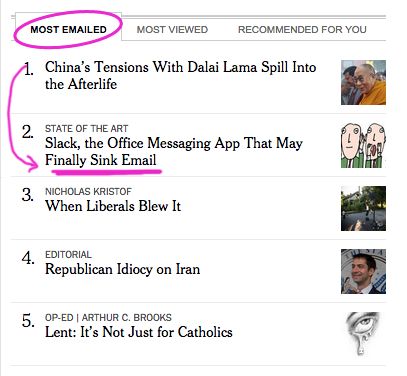 MOST EMAILED
MOST VIEWED
RECOMMENDED FOR YOU
1. China’s Tensions With Dalai Lama Spill Into
the Afterlife
2. STATE OF THE ART
Slack, the Office Messaging App That May
Finally Sink Email
3. NICHOLAS KRISTOF
When Liberals Blew It
4. EDITORIAL
Republican Idiocy on Iran
5. OP-ED | ARTHUR C. BROOKS
Lent: It’s Not Just for Catholics